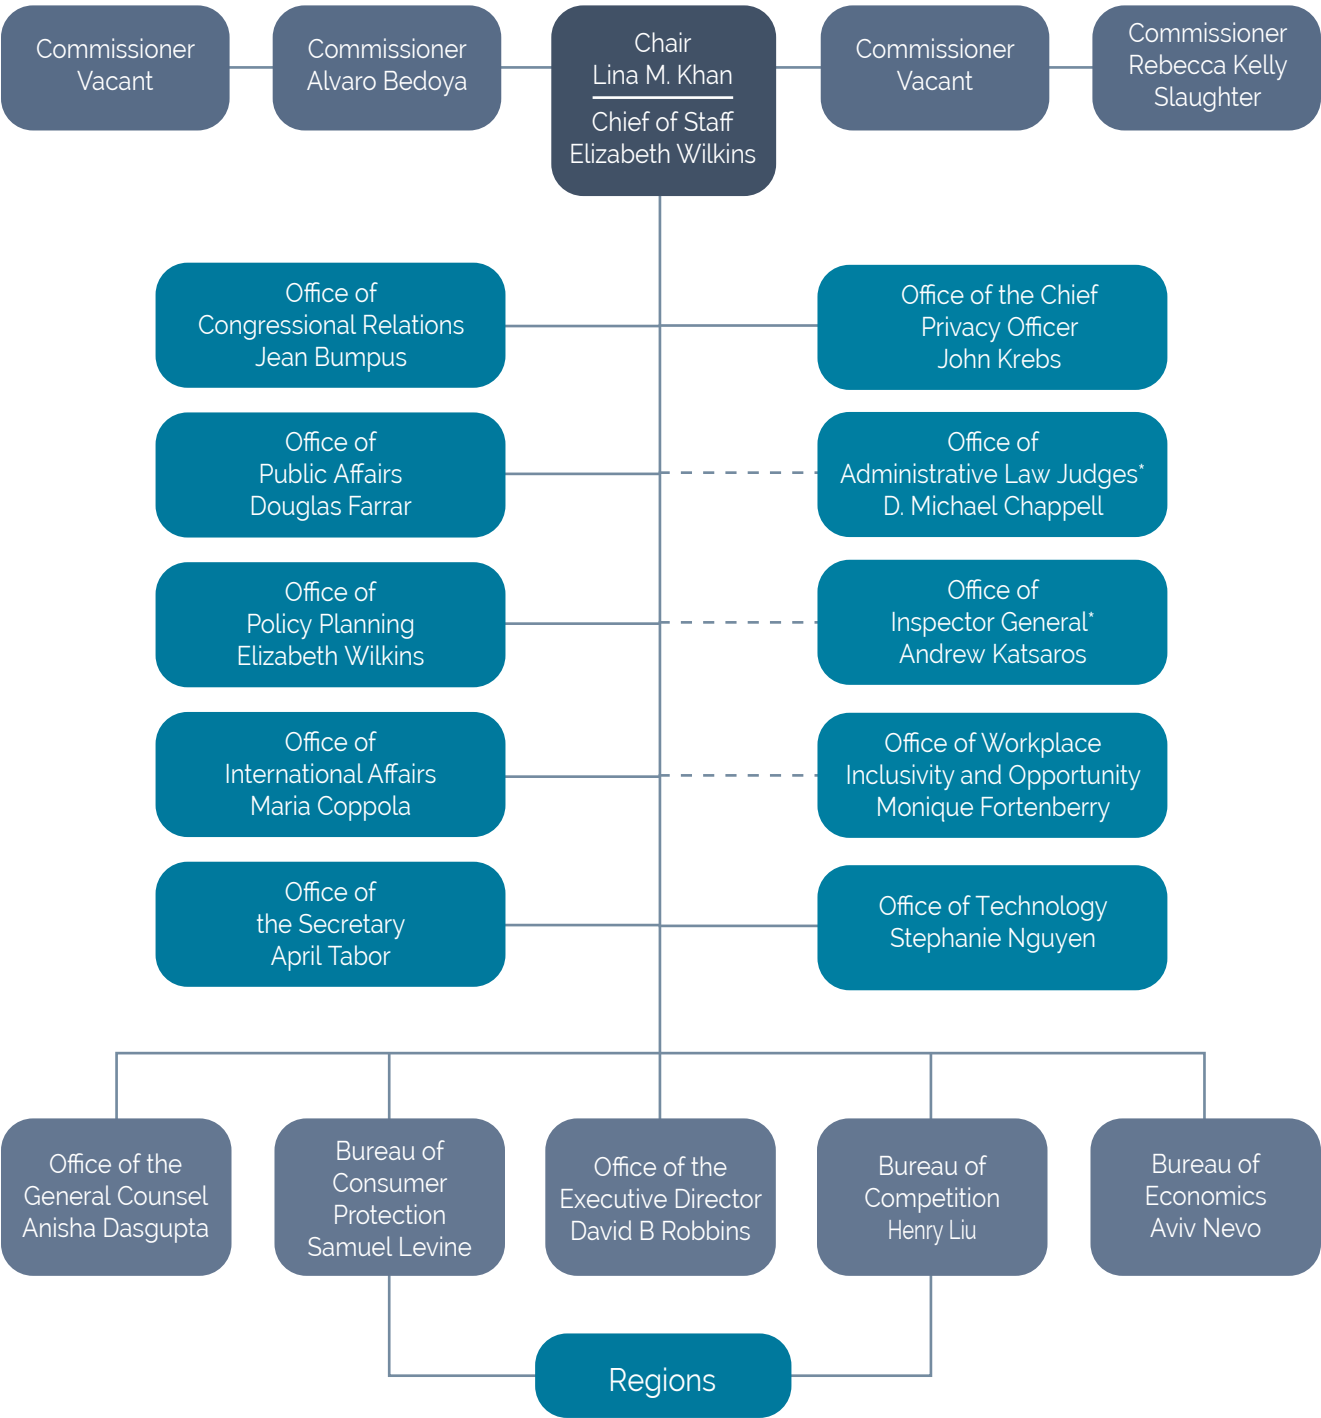 Commissioner
Vacant
Commissioner
Alvaro Bedoya
Chair
Lina M. Khan
Chief of Staff
Elizabeth Wilkins
Commissioner
Vacant
Commissioner
Rebecca Kelly
Slaughter
Office of
Congressional Relations
Jean Bumpus
Office of the Chief
Privacy Officer
John Krebs
Office of
Public Affairs
Douglas Farrar
Office of
Administrative Law Judges*
D. Michael Chappell
Office of
Policy Planning
Elizabeth Wilkins
Office of
Inspector General*
Andrew Katsaros
Office of
International Affairs
Maria Coppola
Office of Workplace
Inclusivity and Opportunity
Monique Fortenberry
Office of
the Secretary
April Tabor
Office of Technology
Stephanie Nguyen
Office of the
General Counsel
Anisha Dasgupta
Bureau of
Consumer
Protection
Samuel Levine
Office of the
Executive Director
David B Robbins
Bureau of
Competition
Henry Liu
Bureau of
Economics
Aviv Nevo
Regions